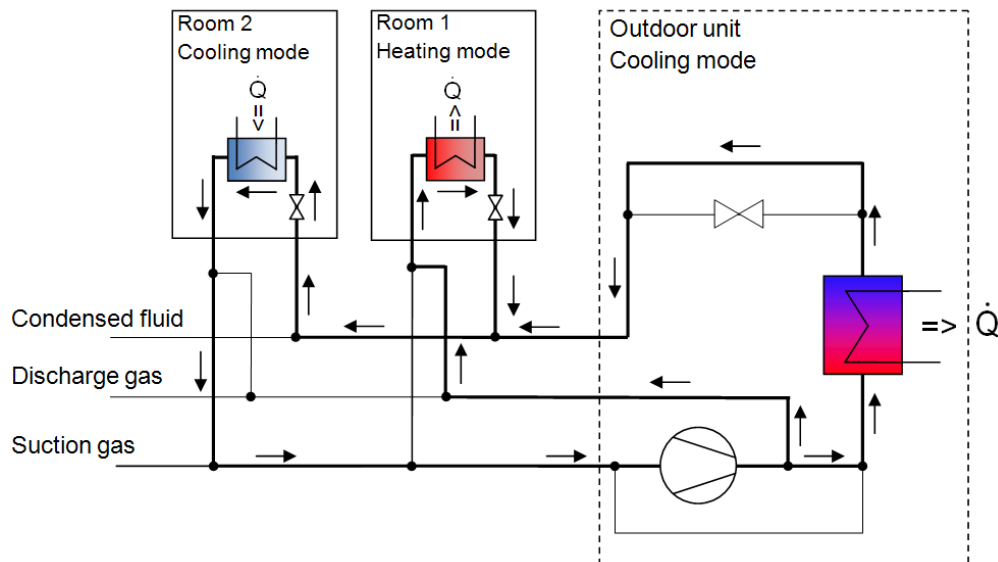 Room 2
Cooling mode
Q̇
=>
Room 1
Heating mode
Q̇
=>
Outdoor unit
Cooling mode
=> Q̇
Condensed fluid
Discharge gas
Suction gas